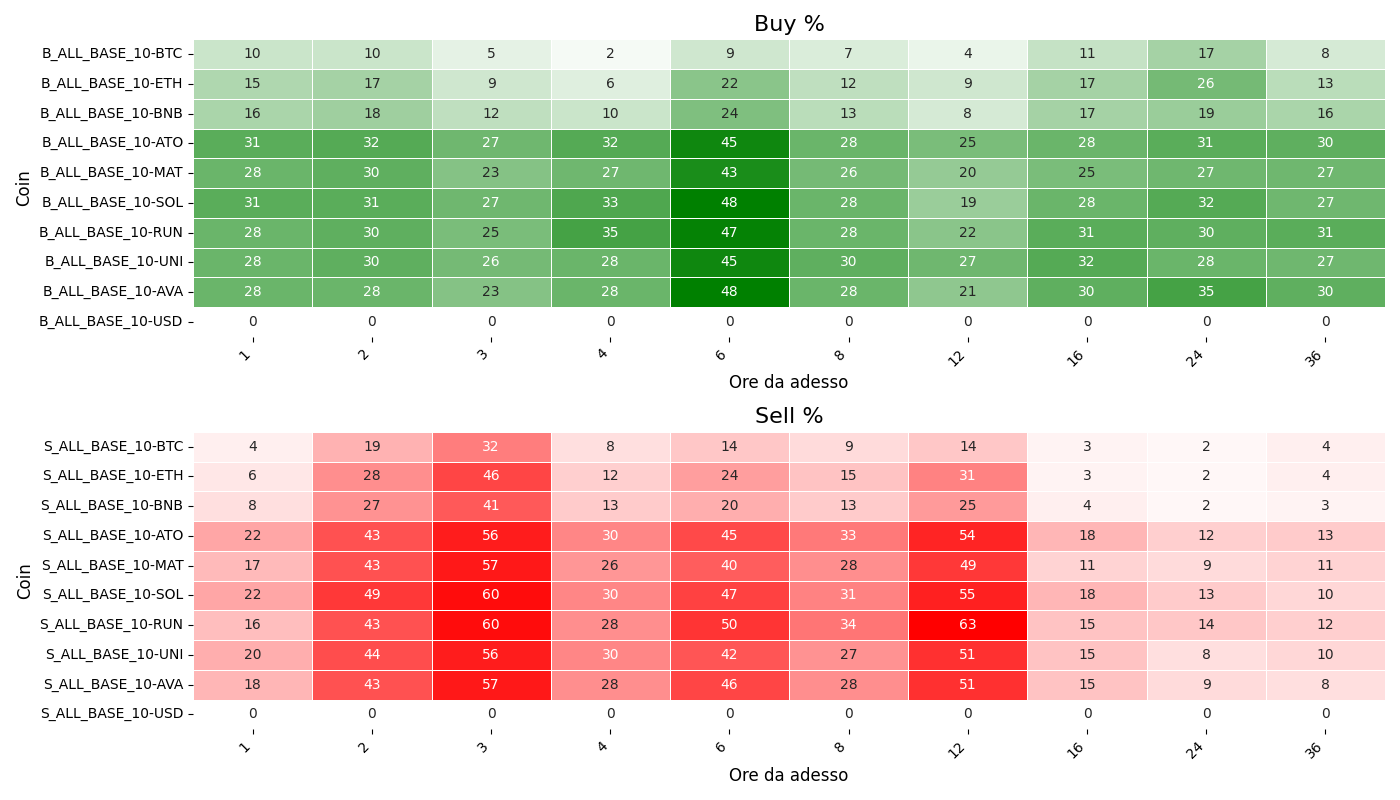 Buy %
Coin
B_ALL_BASE_10-BTC 10 10 5 2 9 7 4 11 17 8
B_ALL_BASE_10-ETH 15 17 9 6 22 12 9 17 26 13
B_ALL_BASE_10-BNB 16 18 12 10 24 13 8 17 19 16
B_ALL_BASE_10-ATO 31 32 27 32 45 28 25 28 31 30
B_ALL_BASE_10-MAT 28 30 23 27 43 26 20 25 27 27
B_ALL_BASE_10-SOL 31 31 27 33 48 28 19 28 32 27
B_ALL_BASE_10-RUN 28 30 25 35 47 28 22 31 30 31
B_ALL_BASE_10-UNI 28 30 26 28 45 30 27 32 28 27
B_ALL_BASE_10-AVA 28 28 23 28 48 28 21 30 35 30
B_ALL_BASE_10-USD 0 0 0 0 0 0 0 0 0 0
1 2 3 4 6 8 12 16 24 36
Ore da adesso
Sell %
Coin
S_ALL_BASE_10-BTC 4 19 32 8 14 9 14 3 2 4
S_ALL_BASE_10-ETH 6 28 46 12 24 15 31 3 2 4
S_ALL_BASE_10-BNB 8 27 41 13 20 13 25 4 2 3
S_ALL_BASE_10-ATO 22 43 56 30 45 33 54 18 12 13
S_ALL_BASE_10-MAT 17 43 57 26 40 28 49 11 9 11
S_ALL_BASE_10-SOL 22 49 60 30 47 31 55 18 13 10
S_ALL_BASE_10-RUN 16 43 60 28 50 34 63 15 14 12
S_ALL_BASE_10-UNI 20 44 56 30 42 27 51 15 8 10
S_ALL_BASE_10-AVA 18 43 57 28 46 28 51 15 9 8
S_ALL_BASE_10-USD 0 0 0 0 0 0 0 0 0 0
1 2 3 4 6 8 12 16 24 36
Ore da adesso